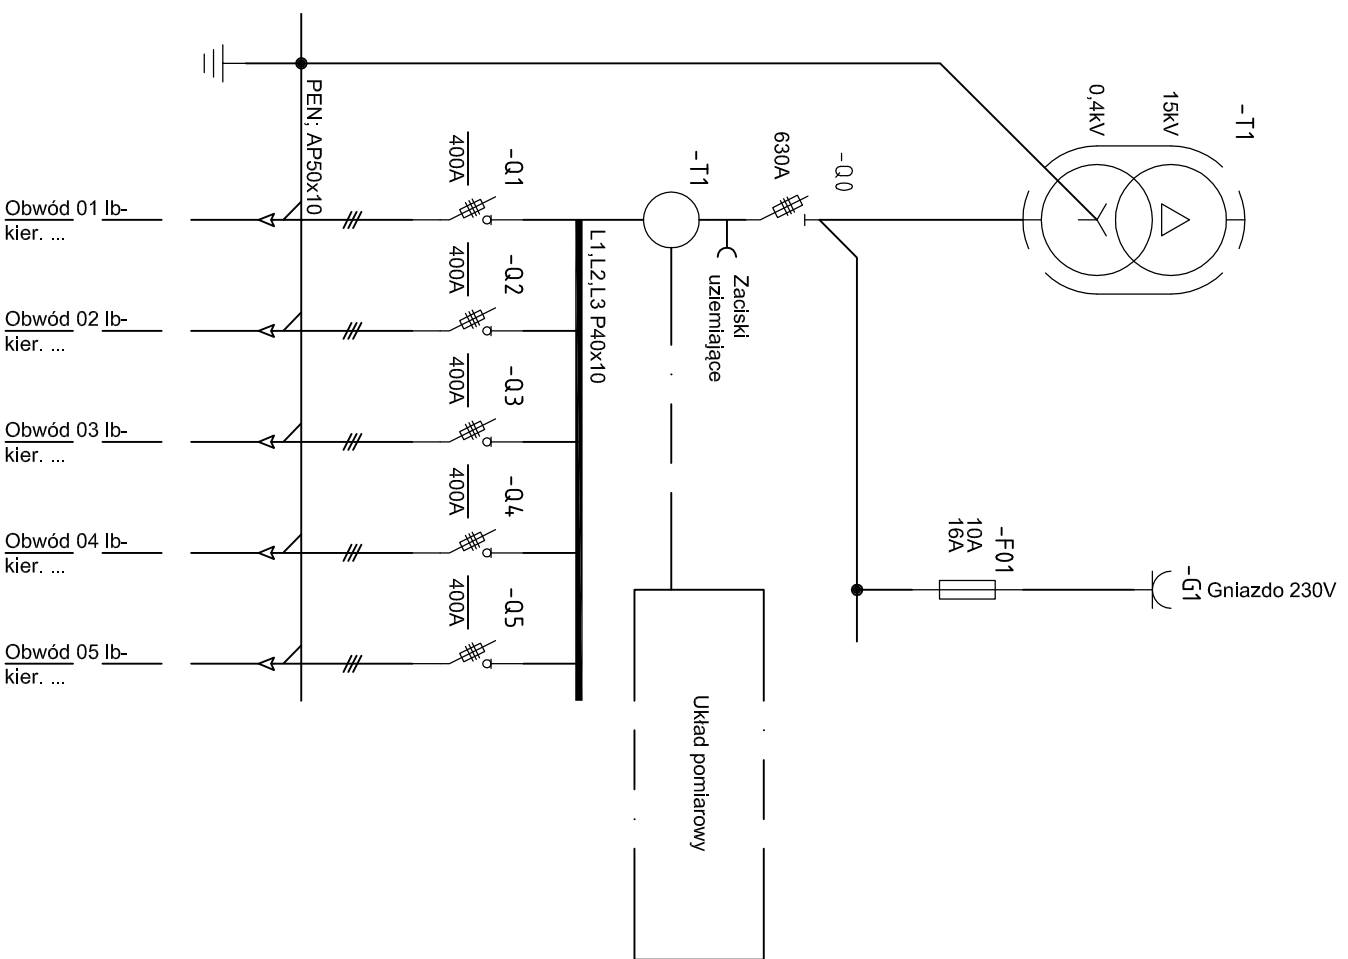 -T1
15kV
0,4kV
PEN; AP50x10
-Q0
630A
-T1
Zaciski
uziemiające
L1,L2,L3 P40x10
-Q1
400A
-Q2
400A
-Q3
400A
-Q4
400A
-Q5
400A
Obwód 01 lb-
kier. ...
Obwód 02 lb-
kier. ...
Obwód 03 lb-
kier. ...
Obwód 04 lb-
kier. ...
Obwód 05 lb-
kier. ...
-F01
10A
16A
-G1
Gniazdo 230V
Układ pomiarowy